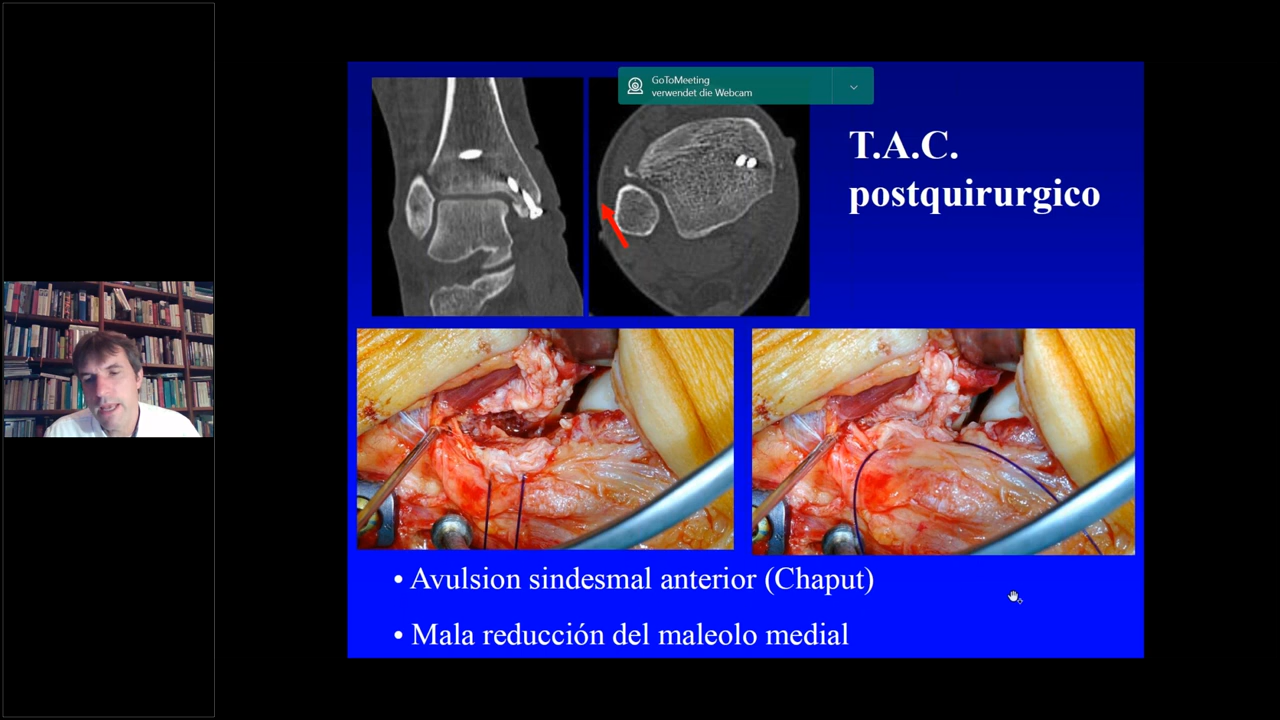 GoToMeeting
verwendet die Webcam
T.A.C.
postquirurgico
• Avulsion sindesmal anterior (Chaput)
• Mala reducción del maleolo medial